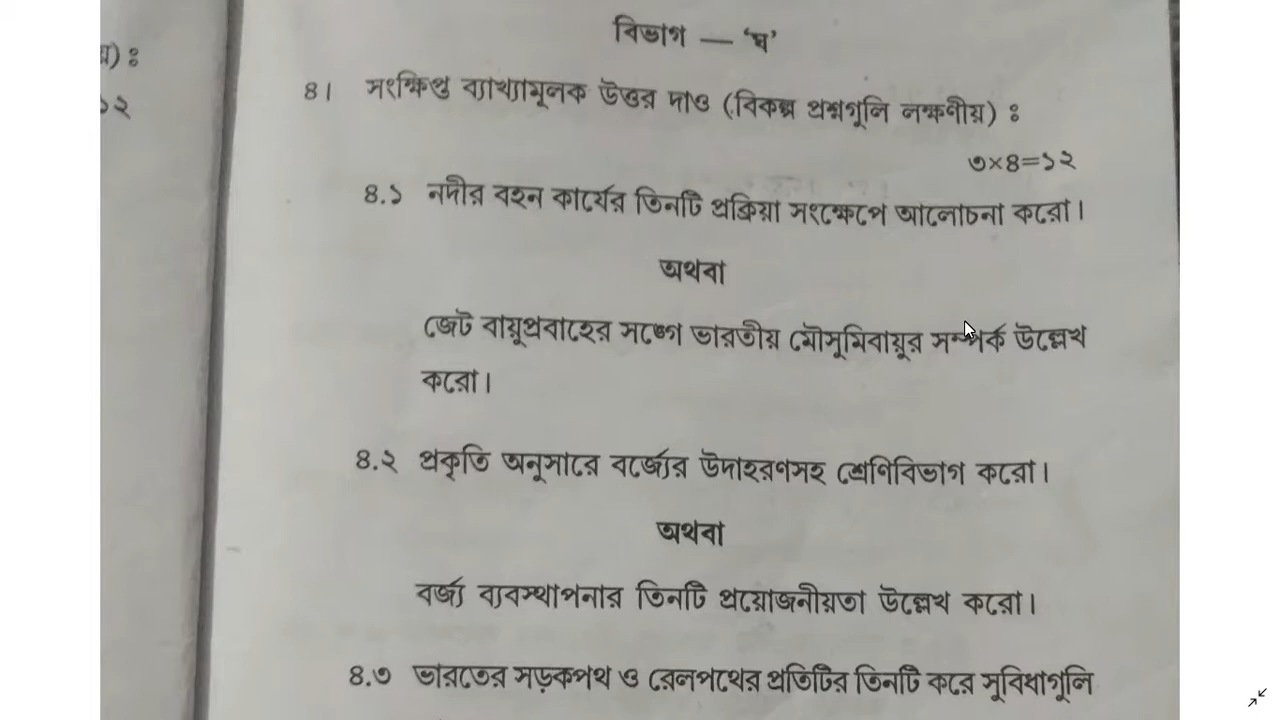 বিভাগ — ‘ঘ’
য়) ঃ
৪। সংক্ষিপ্ত ব্যাখ্যামূলক উত্তর দাও (বিকল্প প্রশ্নগুলি লক্ষণীয়) ঃ
১২
৩×৪=১২
৪.১ নদীর বহন কার্যের তিনটি প্রক্রিয়া সংক্ষেপে আলোচনা করো।
অথবা
জেট বায়ুপ্রবাহের সঙ্গে ভারতীয় মৌসুমিবায়ুর সম্পর্ক উল্লেখ
করো।
৪.২ প্রকৃতি অনুসারে বর্জ্যের উদাহরণসহ শ্রেণিবিভাগ করো।
অথবা
বর্জ্য ব্যবস্থাপনার তিনটি প্রয়োজনীয়তা উল্লেখ করো।
৪.৩ ভারতের সড়কপথ ও রেলপথের প্রতিটির তিনটি করে সুবিধাগুলি